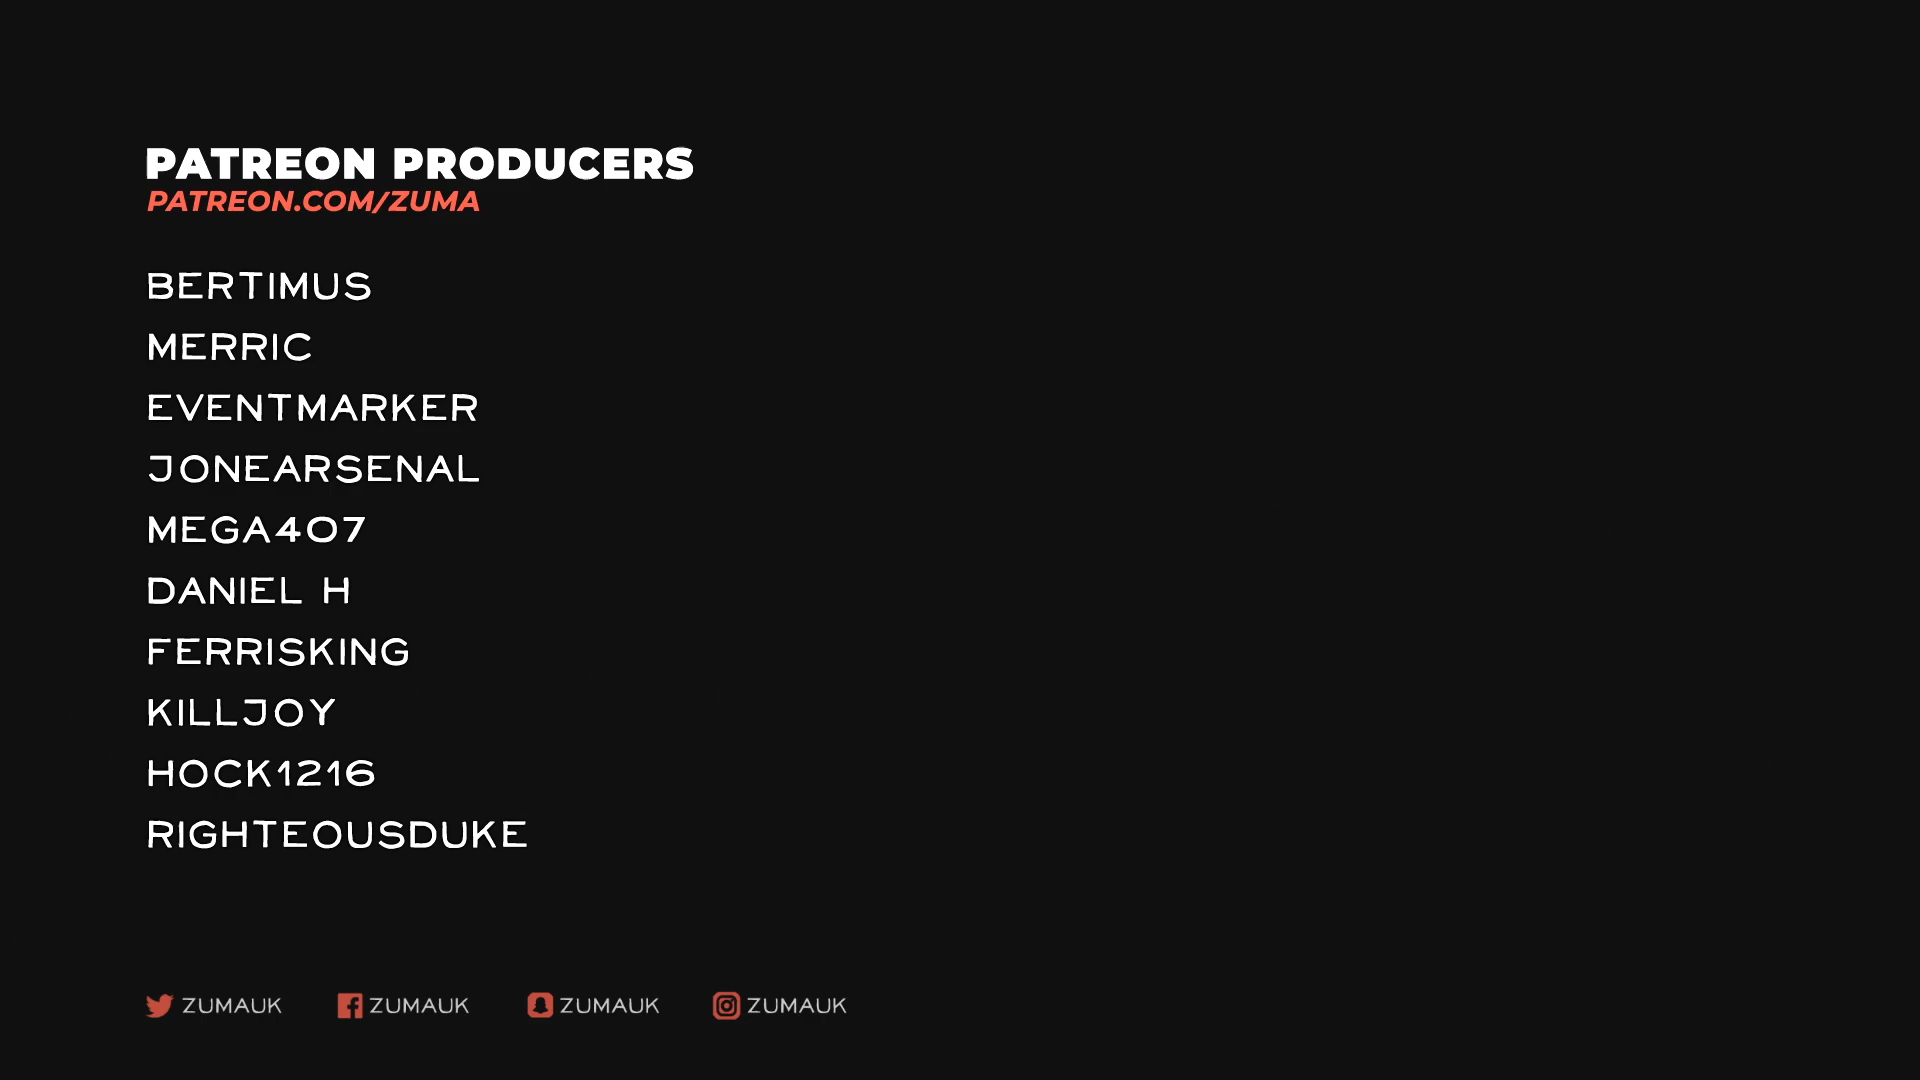 PATREON PRODUCERS
PATREON.COM/ZUMA
BERTIMUS
MERRIC
EVENTMARKER
JONEARSENAL
MEGA407
DANIEL H
FERRISKING
KILLJOY
HOCK1216
RIGHTEOUSDUKE
ZUMAUK ZUMAUK ZUMAUK ZUMAUK